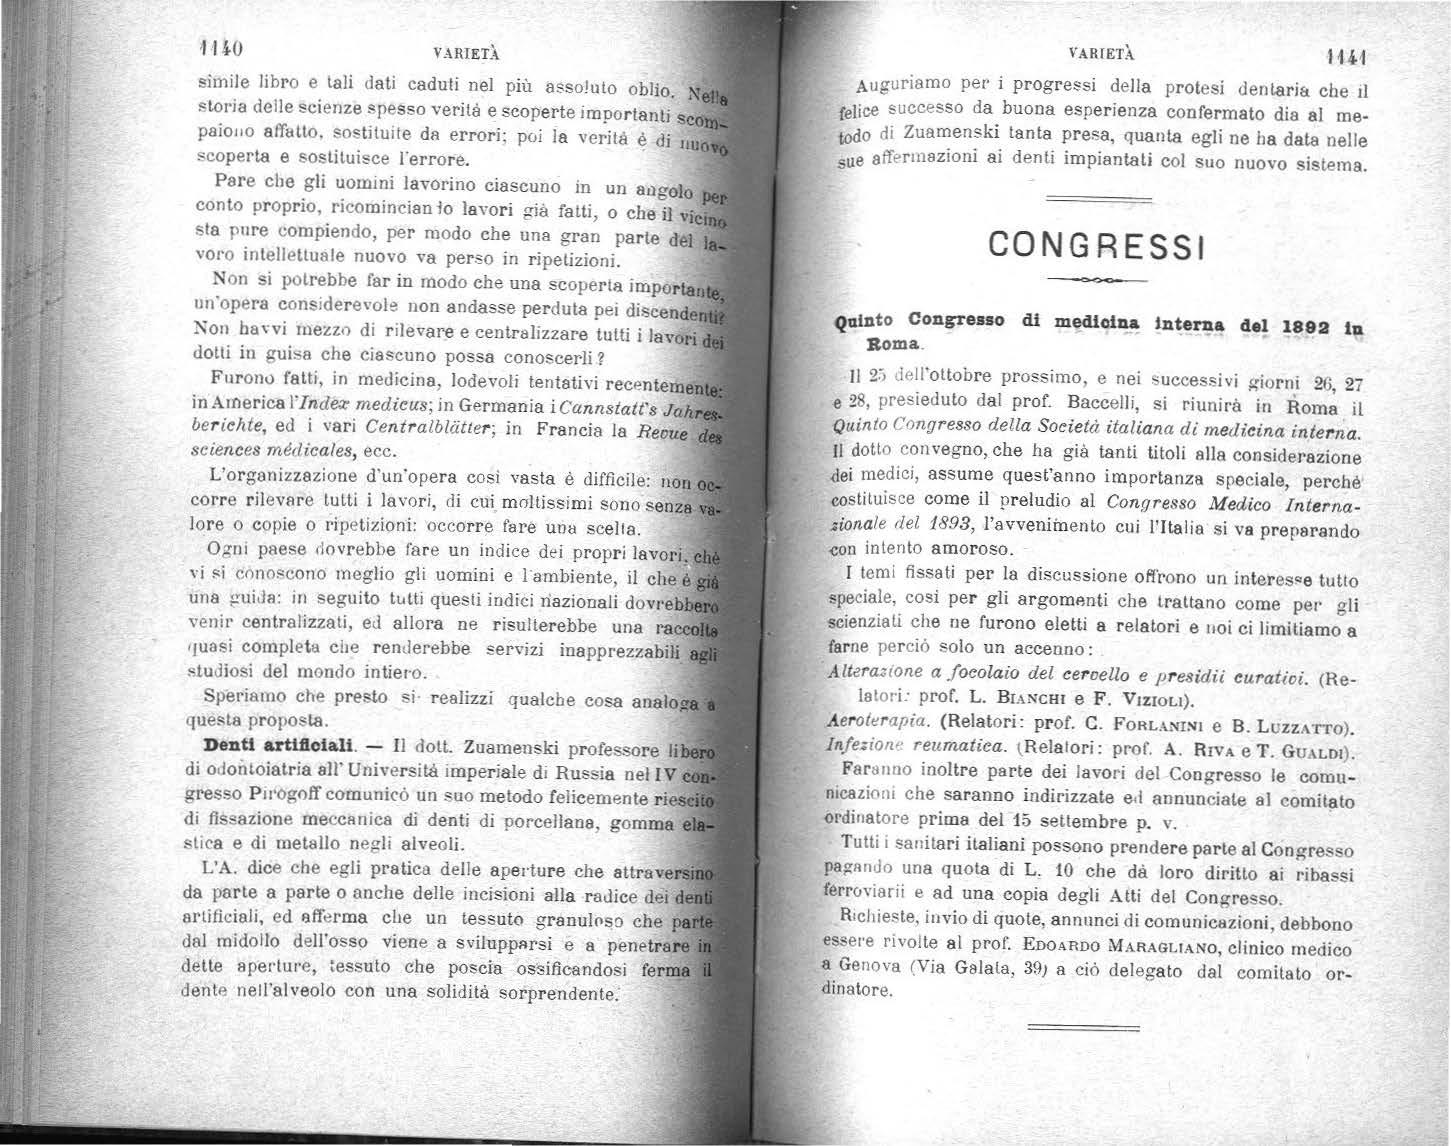 1140
VARIETÀ
simile libro e tali dati caduti nel più assoluto oblio. Nella
storia delle scienze spesso verità e scoperte importanti scom-
paiono affatto, sostituite da errori; poi la verità è di nuovo
scoperta e sostituisce l'errore.
Pare che gli uomini lavorino ciascuno in un angolo per
conto proprio, ricominciando lavori già fatti, o che il vicino
sta pure compiendo, per modo che una gran parte del la-
voro intellettuale nuovo va perso in ripetizioni.
Non si potrebbe far in modo che una scoperta importante,
un'opera considerevole non andasse perduta pei discendenti?
Non havvi mezzo di rilevare e centralizzare tutti i lavori dei
dotti in guisa che ciascuno possa conoscerli?
Furono fatti, in medicina, lodevoli tentativi recentemente:
in America l'Index medicus; in Germania i Cannstatt's Jahres-
berichte, ed i vari Centralblätter; in Francia la Revue des
sciences médicales, ecc.
L'organizzazione d'un'opera così vasta è difficile: non oc-
corre rilevare tutti i lavori, di cui moltissimi sono senza va-
lore o copie o ripetizioni: occorre fare una scelta.
Ogni paese dovrebbe fare un indice dei propri lavori, chè
vi si conoscono meglio gli uomini e l'ambiente, il che è già
una guida: in seguito tutti questi indici nazionali dovrebbero
venir centralizzati, ed allora ne risulterebbe una raccolta
quasi completa che renderebbe servizi inapprezzabili agli
studiosi del mondo intiero.
Speriamo che presto si realizzi qualche cosa analoga a
questa proposta.
Denti artificiali. — Il dott. Zuamenski professore libero
di odontoiatria all'Università imperiale di Russia nel IV con-
gresso Pirogoff comunicò un suo metodo felicemente riescito
di fissazione meccanica di denti di porcellana, gomma ela-
stica e di metallo negli alveoli.
L'A. dice che egli pratica delle aperture che attraversino
da parte a parte o anche delle incisioni alla radice dei denti
artificiali, ed afferma che un tessuto granuloso che parte
dal midollo dell'osso viene a svilupparsi e a penetrare in
dette aperture, tessuto che poscia ossificandosi ferma il
dente nell'alveolo con una solidità sorprendente.
VARIETÀ
1141
Auguriamo per i progressi della protesi dentaria che il
felice successo da buona esperienza confermato dia al me-
todo di Zuamenski tanta presa, quanta egli ne ha data nelle
sue affermazioni ai denti impiantati col suo nuovo sistema.
CONGRESSI
Quinto Congresso di medicina interna del 1892 in
Roma.
Il 25 dell'ottobre prossimo, e nei successivi giorni 26, 27
e 28, presieduto dal prof. Baccelli, si riunirà in Roma il
Quinto Congresso della Società italiana di medicina interna.
Il dotto convegno, che ha già tanti titoli alla considerazione
dei medici, assume quest'anno importanza speciale, perchè
costituisce come il preludio al Congresso Medico Interna-
zionale del 1893, l'avvenimento cui l'Italia si va preparando
con intento amoroso.
I temi fissati per la discussione offrono un interesse tutto
speciale, così per gli argomenti che trattano come per gli
scienziati che ne furono eletti a relatori e noi ci limitiamo a
farne perciò solo un accenno:
Alterazione a focolaio del cervello e presidii curativi. (Re-
latori: prof. L. BIANCHI e F. VIZIOLI).
Aeroterapia. (Relatori: prof. C. FORLANINI e B. LUZZATTO).
Infezione reumatica. (Relatori: prof. A. RIVA e T. GUALDI).
Faranno inoltre parte dei lavori del Congresso le comu-
nicazioni che saranno indirizzate ed annunciate al comitato
ordinatore prima del 15 settembre p. v.
Tutti i sanitari italiani possono prendere parte al Congresso
pagando una quota di L. 10 che dà loro diritto ai ribassi
ferroviarii e ad una copia degli Atti del Congresso.
Richieste, invio di quote, annunci di comunicazioni, debbono
essere rivolte al prof. EDOARDO MARAGLIANO, clinico medico
a Genova (Via Galata, 39) a ciò delegato dal comitato or-
dinatore.